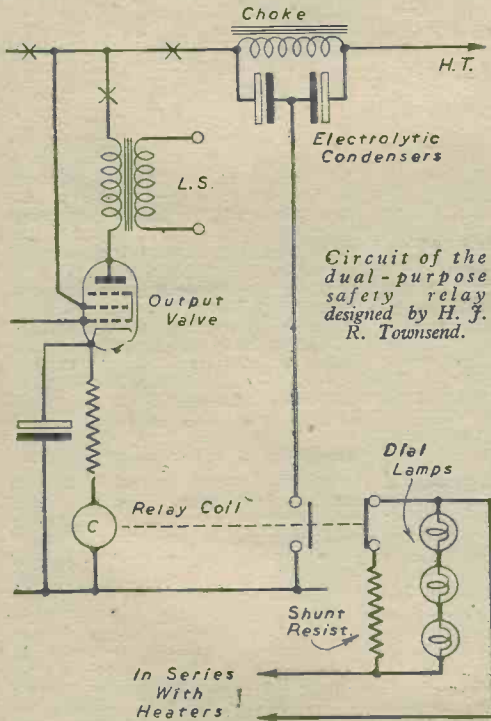 Choke
H.T.
Electrolytic
Condensers
L.S.
Circuit of the
dual-purpose
safety relay
designed by H. J.
R. Townsend.
Output
Valve
Dial
Lamps
Relay Coil
C
Shunt
Resist.
In Series
With
Heaters